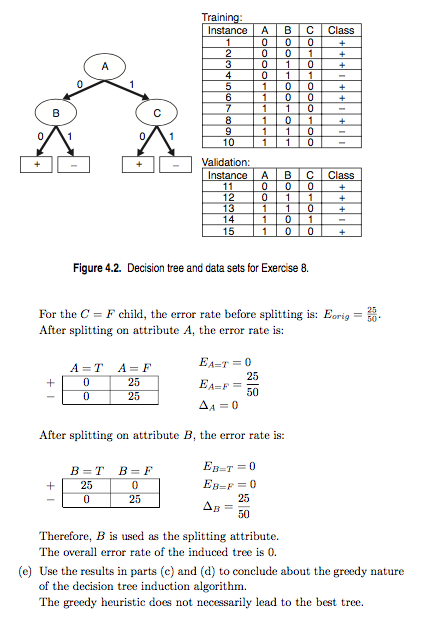 Training:
Instance A B C Class
1 0 0 0 +
2 0 0 1 +
3 0 1 0 +
4 0 1 1 −
5 1 0 0 +
6 1 0 0 +
7 1 1 0 −
8 1 0 1 +
9 1 1 0 −
10 1 1 0 −
A
0 1
B C
0 1 0 1
+ − + −
Validation:
Instance A B C Class
11 0 0 0 +
12 0 1 1 +
13 1 1 0 +
14 1 0 1 −
15 1 0 0 +
Figure 4.2. Decision tree and data sets for Exercise 8.
For the C = F child, the error rate before splitting is: E_orig = 25/50.
After splitting on attribute A, the error rate is:
A = T A = F
+ 0 25
− 0 25
E_A=T = 0
E_A=F = 25/50
Δ_A = 0
After splitting on attribute B, the error rate is:
B = T B = F
+ 25 0
− 0 25
E_B=T = 0
E_B=F = 0
Δ_B = 25/50
Therefore, B is used as the splitting attribute.
The overall error rate of the induced tree is 0.
(e) Use the results in parts (c) and (d) to conclude about the greedy nature
of the decision tree induction algorithm.
The greedy heuristic does not necessarily lead to the best tree.